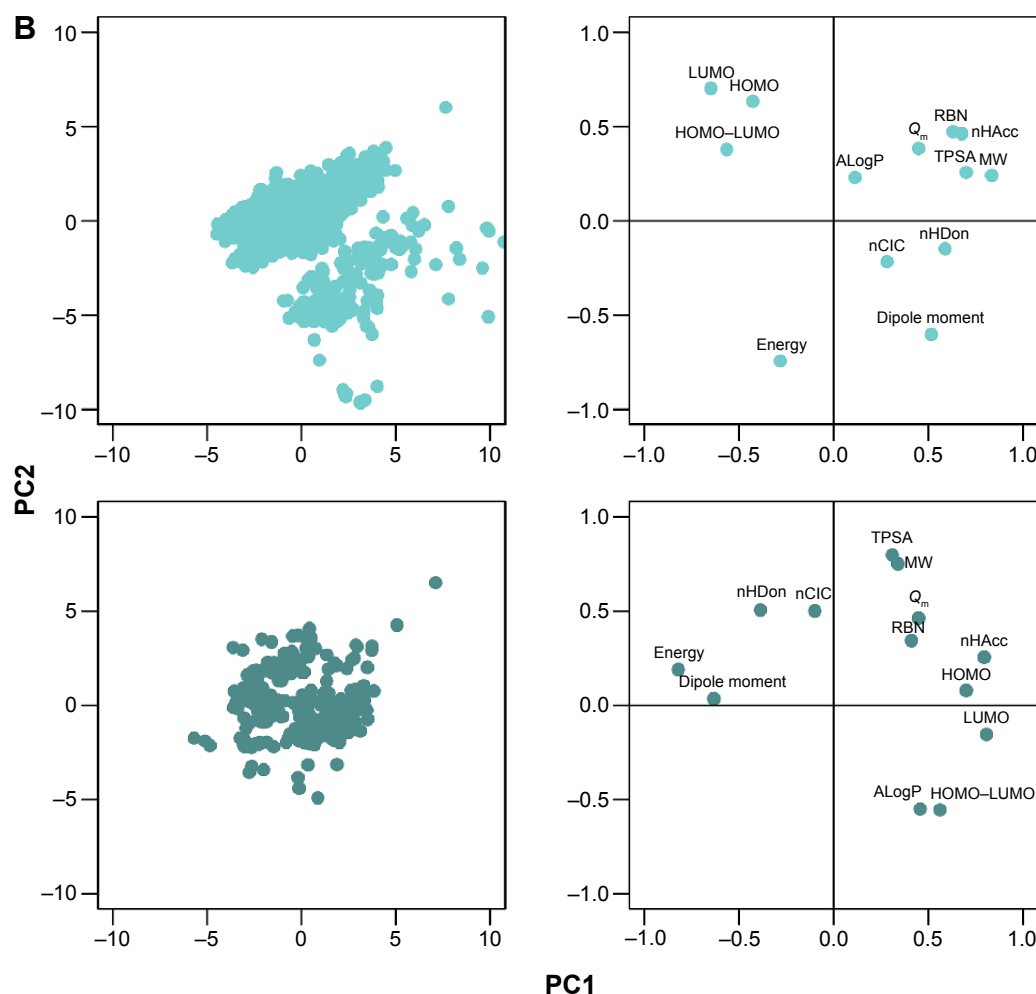 B
10
5
0
–5
–10
–10
–5
0
5
10
1.0
0.5
0.0
–0.5
–1.0
–1.0
–0.5
0.0
0.5
1.0
LUMO
HOMO
HOMO–LUMO
ALogP
Qm
RBN
nHAcc
TPSA
MW
nCIC
nHDon
Dipole moment
Energy
PC2
10
5
0
–5
–10
–10
–5
0
5
10
1.0
0.5
0.0
–0.5
–1.0
–1.0
–0.5
0.0
0.5
1.0
TPSA
MW
nHDon
nCIC
Qm
RBN
nHAcc
Energy
HOMO
Dipole moment
LUMO
ALogP
HOMO–LUMO
PC1